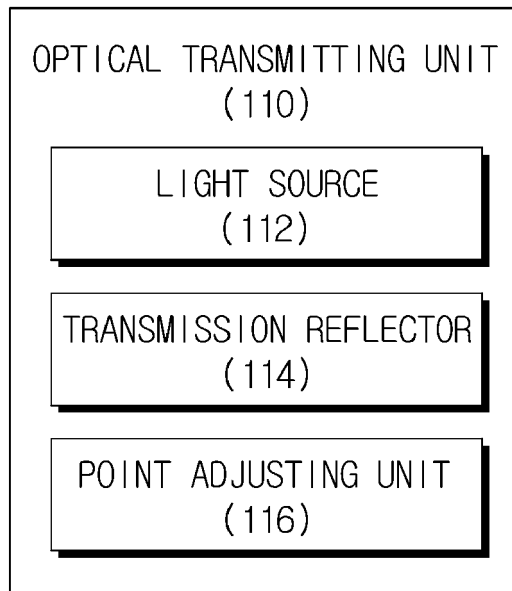 OPTICAL TRANSMITTING UNIT
(110)
LIGHT SOURCE
(112)
TRANSMISSION REFLECTOR
(114)
POINT ADJUSTING UNIT
(116)